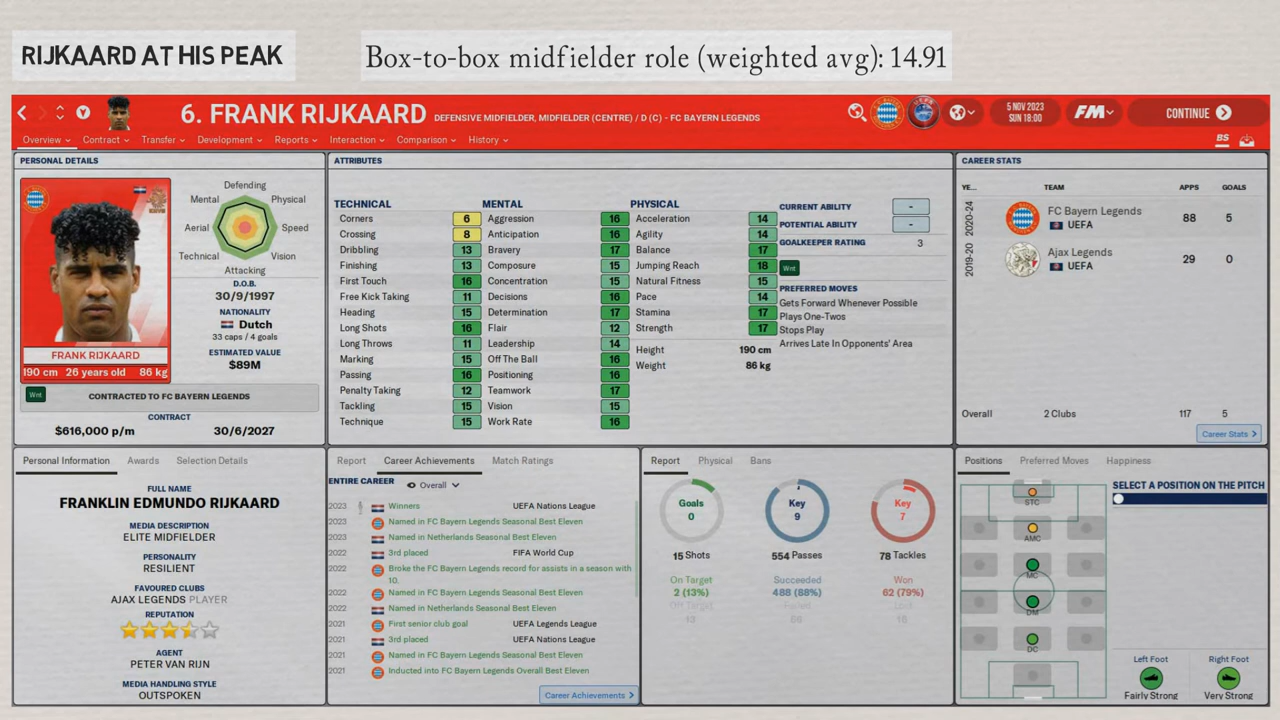 RIJKAARD AT HIS PEAK
Box-to-box midfielder role (weighted avg): 14.91
6. FRANK RIJKAARD DEFENSIVE MIDFIELDER, MIDFIELDER (CENTRE) / D (C) - FC BAYERN LEGENDS
5 NOV 2023
SUN 18:00
FM
CONTINUE
Overview Contract Transfer Development Reports Interaction Comparison History
BS
PERSONAL DETAILS
Defending
Mental Physical
Aerial Speed
Technical Vision
Attacking
D.O.B.
30/9/1997
NATIONALITY
Dutch
33 caps / 4 goals
ESTIMATED VALUE
$89M
FRANK RIJKAARD
190 cm 26 years old 86 kg
Wnt CONTRACTED TO FC BAYERN LEGENDS
CONTRACT
$616,000 p/m 30/6/2027
ATTRIBUTES
TECHNICAL MENTAL PHYSICAL
Corners 6 Aggression 16 Acceleration 14
Crossing 8 Anticipation 16 Agility 14
Dribbling 13 Bravery 17 Balance 17
Finishing 13 Composure 15 Jumping Reach 18
First Touch 16 Concentration 15 Natural Fitness 15
Free Kick Taking 11 Decisions 16 Pace 14
Heading 15 Determination 17 Stamina 17
Long Shots 16 Flair 12 Strength 17
Long Throws 11 Leadership 14 Height 190 cm
Marking 15 Off The Ball 16 Weight 86 kg
Passing 16 Positioning 16
Penalty Taking 12 Teamwork 17
Tackling 15 Vision 15
Technique 15 Work Rate 16
CURRENT ABILITY -
POTENTIAL ABILITY -
GOALKEEPER RATING 3
Wnt
PREFERRED MOVES
Gets Forward Whenever Possible
Plays One-Twos
Stops Play
Arrives Late In Opponents' Area
CAREER STATS
YE... TEAM APPS GOALS
2020-24 FC Bayern Legends 88 5
UEFA
2019-20 Ajax Legends 29 0
UEFA
Overall 2 Clubs 117 5
Career Stats >
Personal Information Awards Selection Details
FULL NAME
FRANKLIN EDMUNDO RIJKAARD
MEDIA DESCRIPTION
ELITE MIDFIELDER
PERSONALITY
RESILIENT
FAVOURED CLUBS
AJAX LEGENDS PLAYER
REPUTATION
AGENT
PETER VAN RIJN
MEDIA HANDLING STYLE
OUTSPOKEN
Report Career Achievements Match Ratings
ENTIRE CAREER Overall
2023 Winners UEFA Nations League
2023 Named in FC Bayern Legends Seasonal Best Eleven
2023 Named in Netherlands Seasonal Best Eleven
2022 3rd placed FIFA World Cup
2022 Broke the FC Bayern Legends record for assists in a season with
10.
2022 Named in FC Bayern Legends Seasonal Best Eleven
2022 Named in Netherlands Seasonal Best Eleven
2021 First senior club goal UEFA Legends League
2021 3rd placed UEFA Nations League
2021 Named in FC Bayern Legends Seasonal Best Eleven
2021 Inducted into FC Bayern Legends Overall Best Eleven
Career Achievements >
Report Physical Bans
Goals Key Key
0 9 7
15 Shots 554 Passes 78 Tackles
On Target Succeeded Won
2 (13%) 488 (88%) 62 (79%)
Off Target Failed Lost
13 66 16
Positions Preferred Moves Happiness
SELECT A POSITION ON THE PITCH
STC
AMC
MC
DM
DC
Left Foot Right Foot
Fairly Strong Very Strong